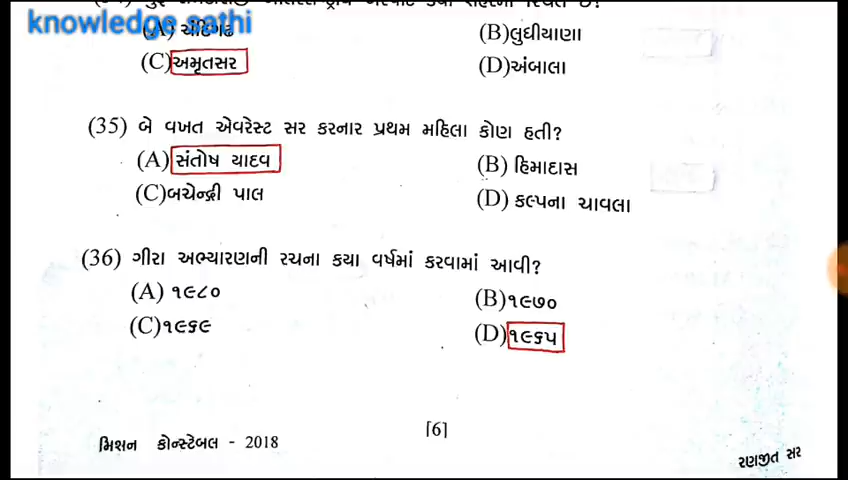 knowledge sathi
(A) ચંદિગઢ (B)લુધીયાણા
(C)અમૃતસર (D)અંબાલા
(35) બે વખત એવરેસ્ટ સર કરનાર પ્રથમ મહિલા કોણ હતી?
(A) સંતોષ યાદવ (B) હિમાદાસ
(C)બચેન્દ્રી પાલ (D) કલ્પના ચાવલા
(36) ગીરા અભ્યારણની રચના કયા વર્ષમાં કરવામાં આવી?
(A) ૧૯૮૦ (B)૧૯૭૦
(C)૧૯૬૯ (D)૧૯૬૫
[6]
મિશન કોન્સ્ટેબલ - 2018
રણજીત સર